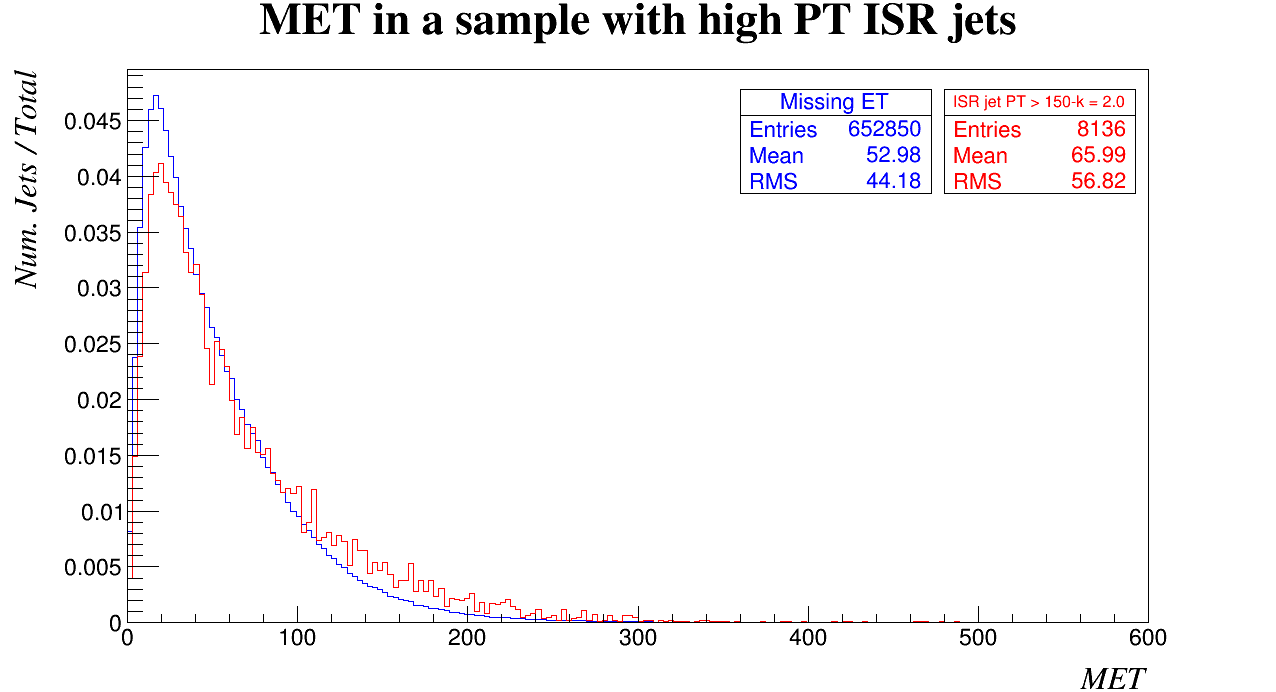 MET in a sample with high PT ISR jets
Num. Jets / Total
Missing ET
Entries 652850
Mean 52.98
RMS 44.18
ISR jet PT > 150-k = 2.0
Entries 8136
Mean 65.99
RMS 56.82
0.045
0.04
0.035
0.03
0.025
0.02
0.015
0.01
0.005
0
0 100 200 300 400 500 600
MET